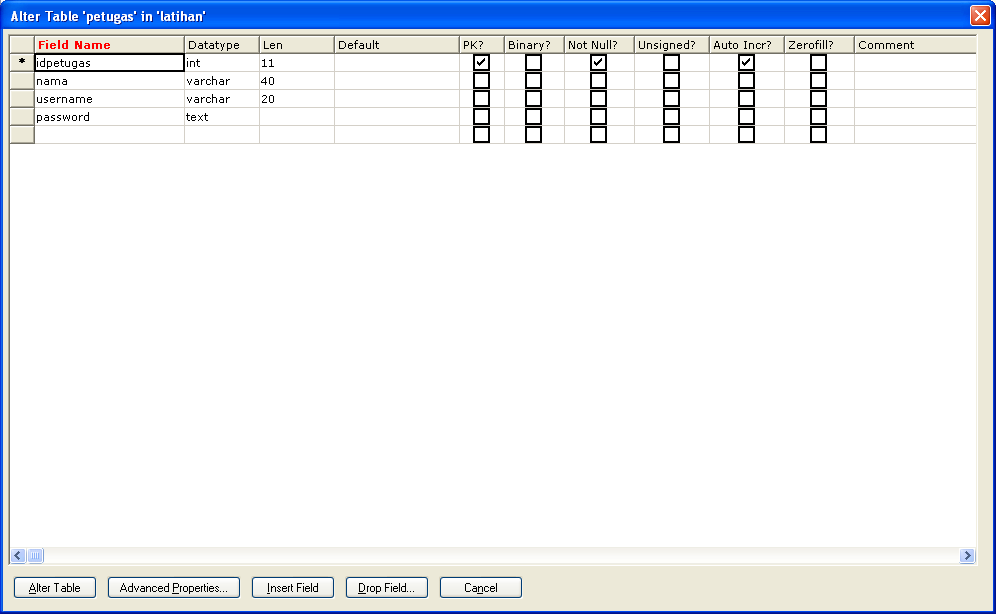 Alter Table 'petugas' in 'latihan'
Field Name Datatype Len Default PK? Binary? Not Null? Unsigned? Auto Incr? Zerofill? Comment
* idpetugas int 11
nama varchar 40
username varchar 20
password text
Alter Table Advanced Properties... Insert Field Drop Field... Cancel